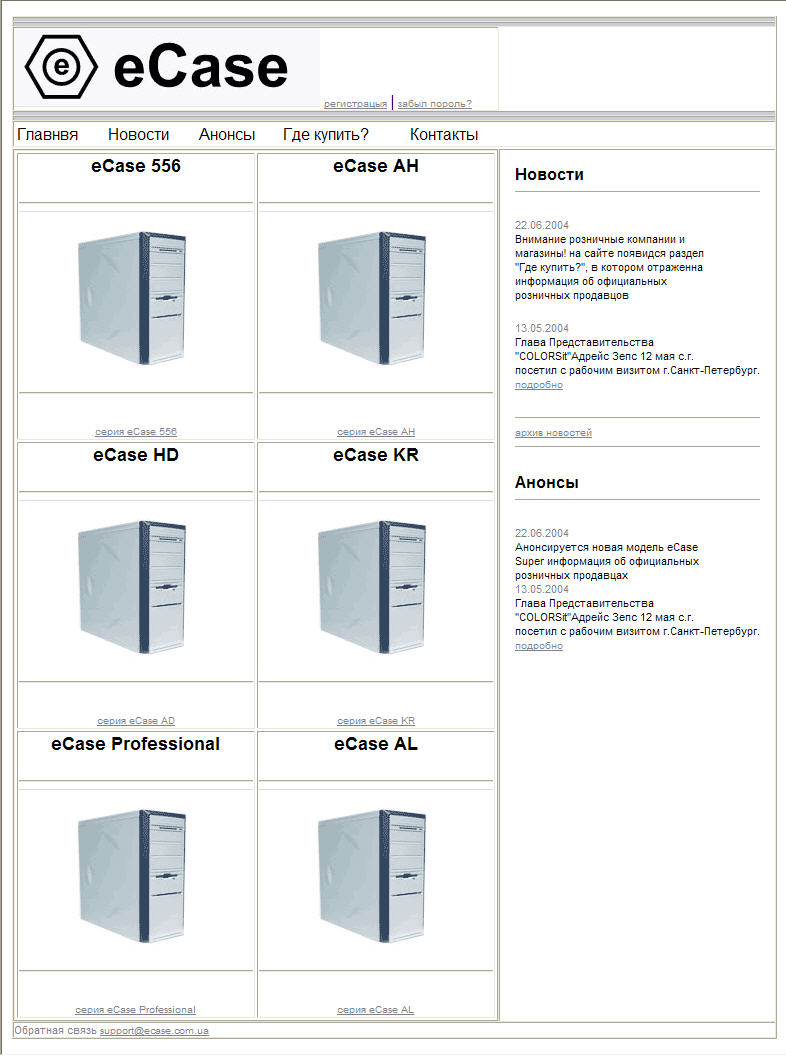 e eCase
регистрацыя | забыл пороль?
Главнвя Новости Анонсы Где купить? Контакты
eCase 556 eCase AH
серия eCase 556 серия eCase AH
eCase HD eCase KR
серия eCase AD серия eCase KR
eCase Professional eCase AL
серия eCase Professional серия eCase AL
Новости
22.06.2004
Внимание розничные компании и
магазины! на сайте появидся раздел
"Где купить?", в котором отраженна
информация об официальных
розничных продавцов
13.05.2004
Глава Представительства
"COLORSit"Адрейс Зепс 12 мая с.г.
посетил с рабочим визитом г.Санкт-Петербург.
подробно
архив новостей
Анонсы
22.06.2004
Анонсируется новая модель eCase
Super информация об официальных
розничных продавцах
13.05.2004
Глава Представительства
"COLORSit"Адрейс Зепс 12 мая с.г.
посетил с рабочим визитом г.Санкт-Петербург.
подробно
Обратная связь support@ecase.com.ua